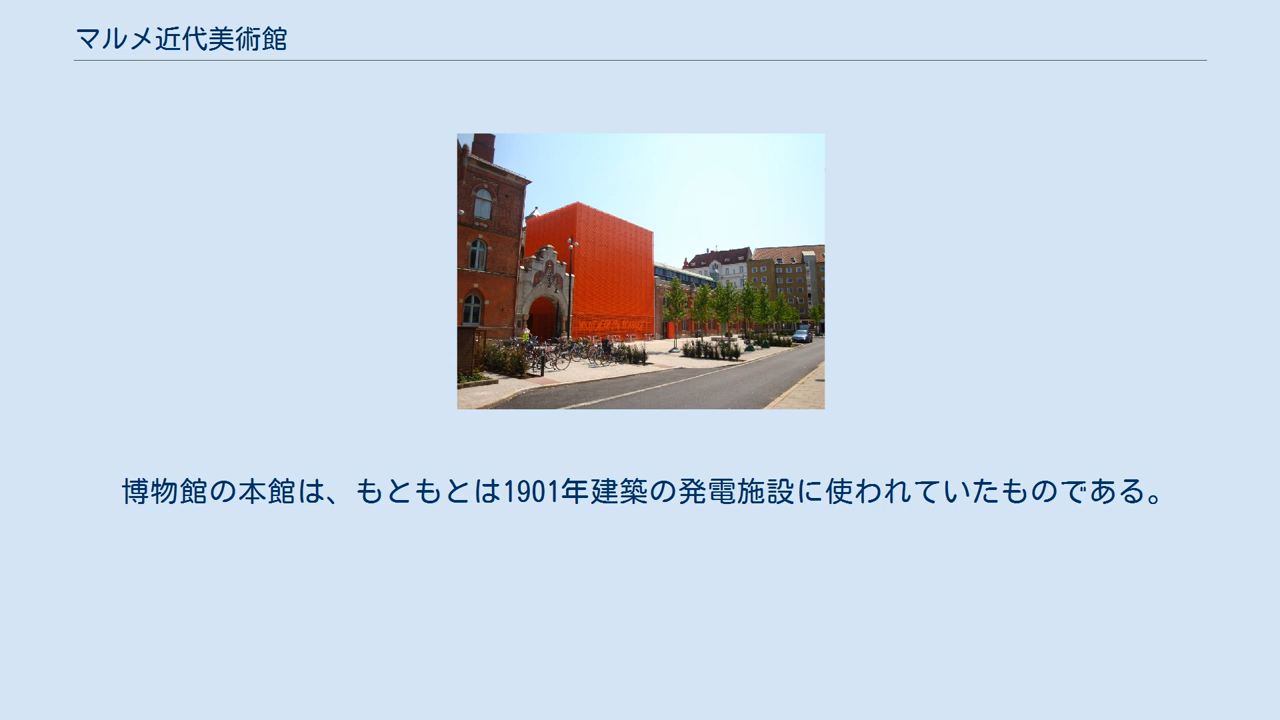 マルメ近代美術館
博物館の本館は、もともとは1901年建築の発電施設に使われていたものである。